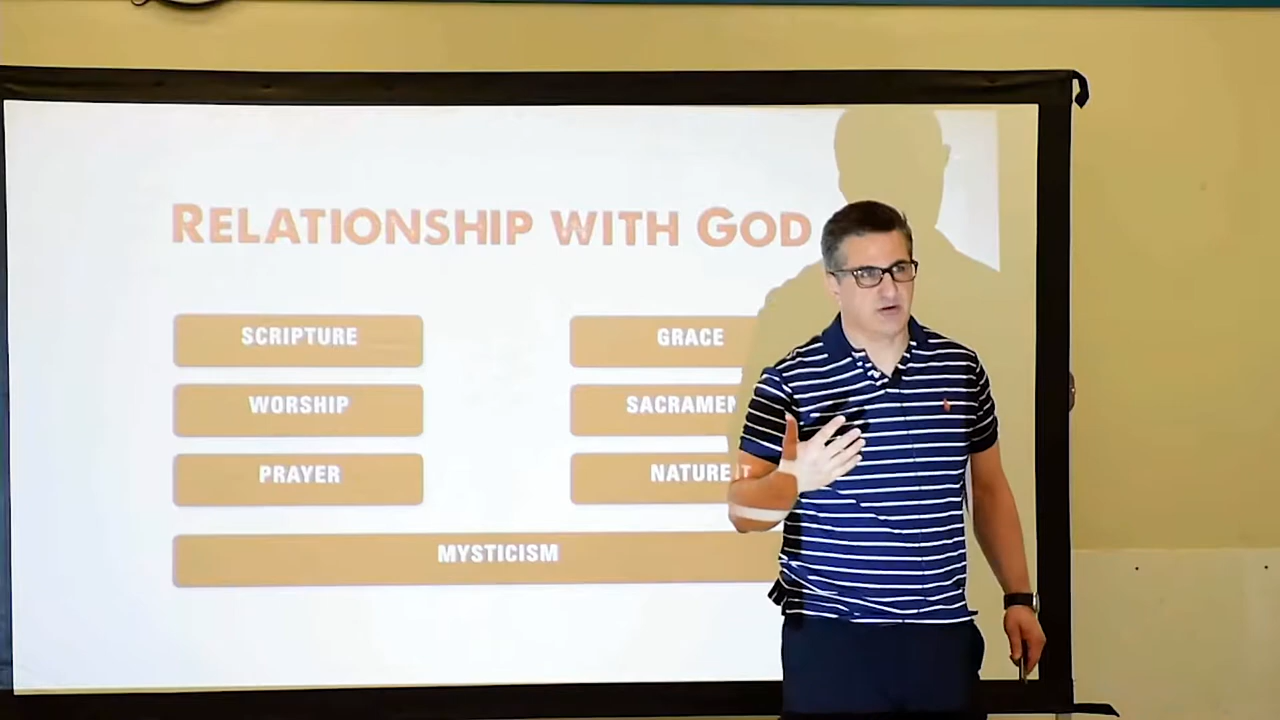 RELATIONSHIP WITH GOD
SCRIPTURE
GRACE
WORSHIP
SACRAMEN
PRAYER
NATURE
MYSTICISM